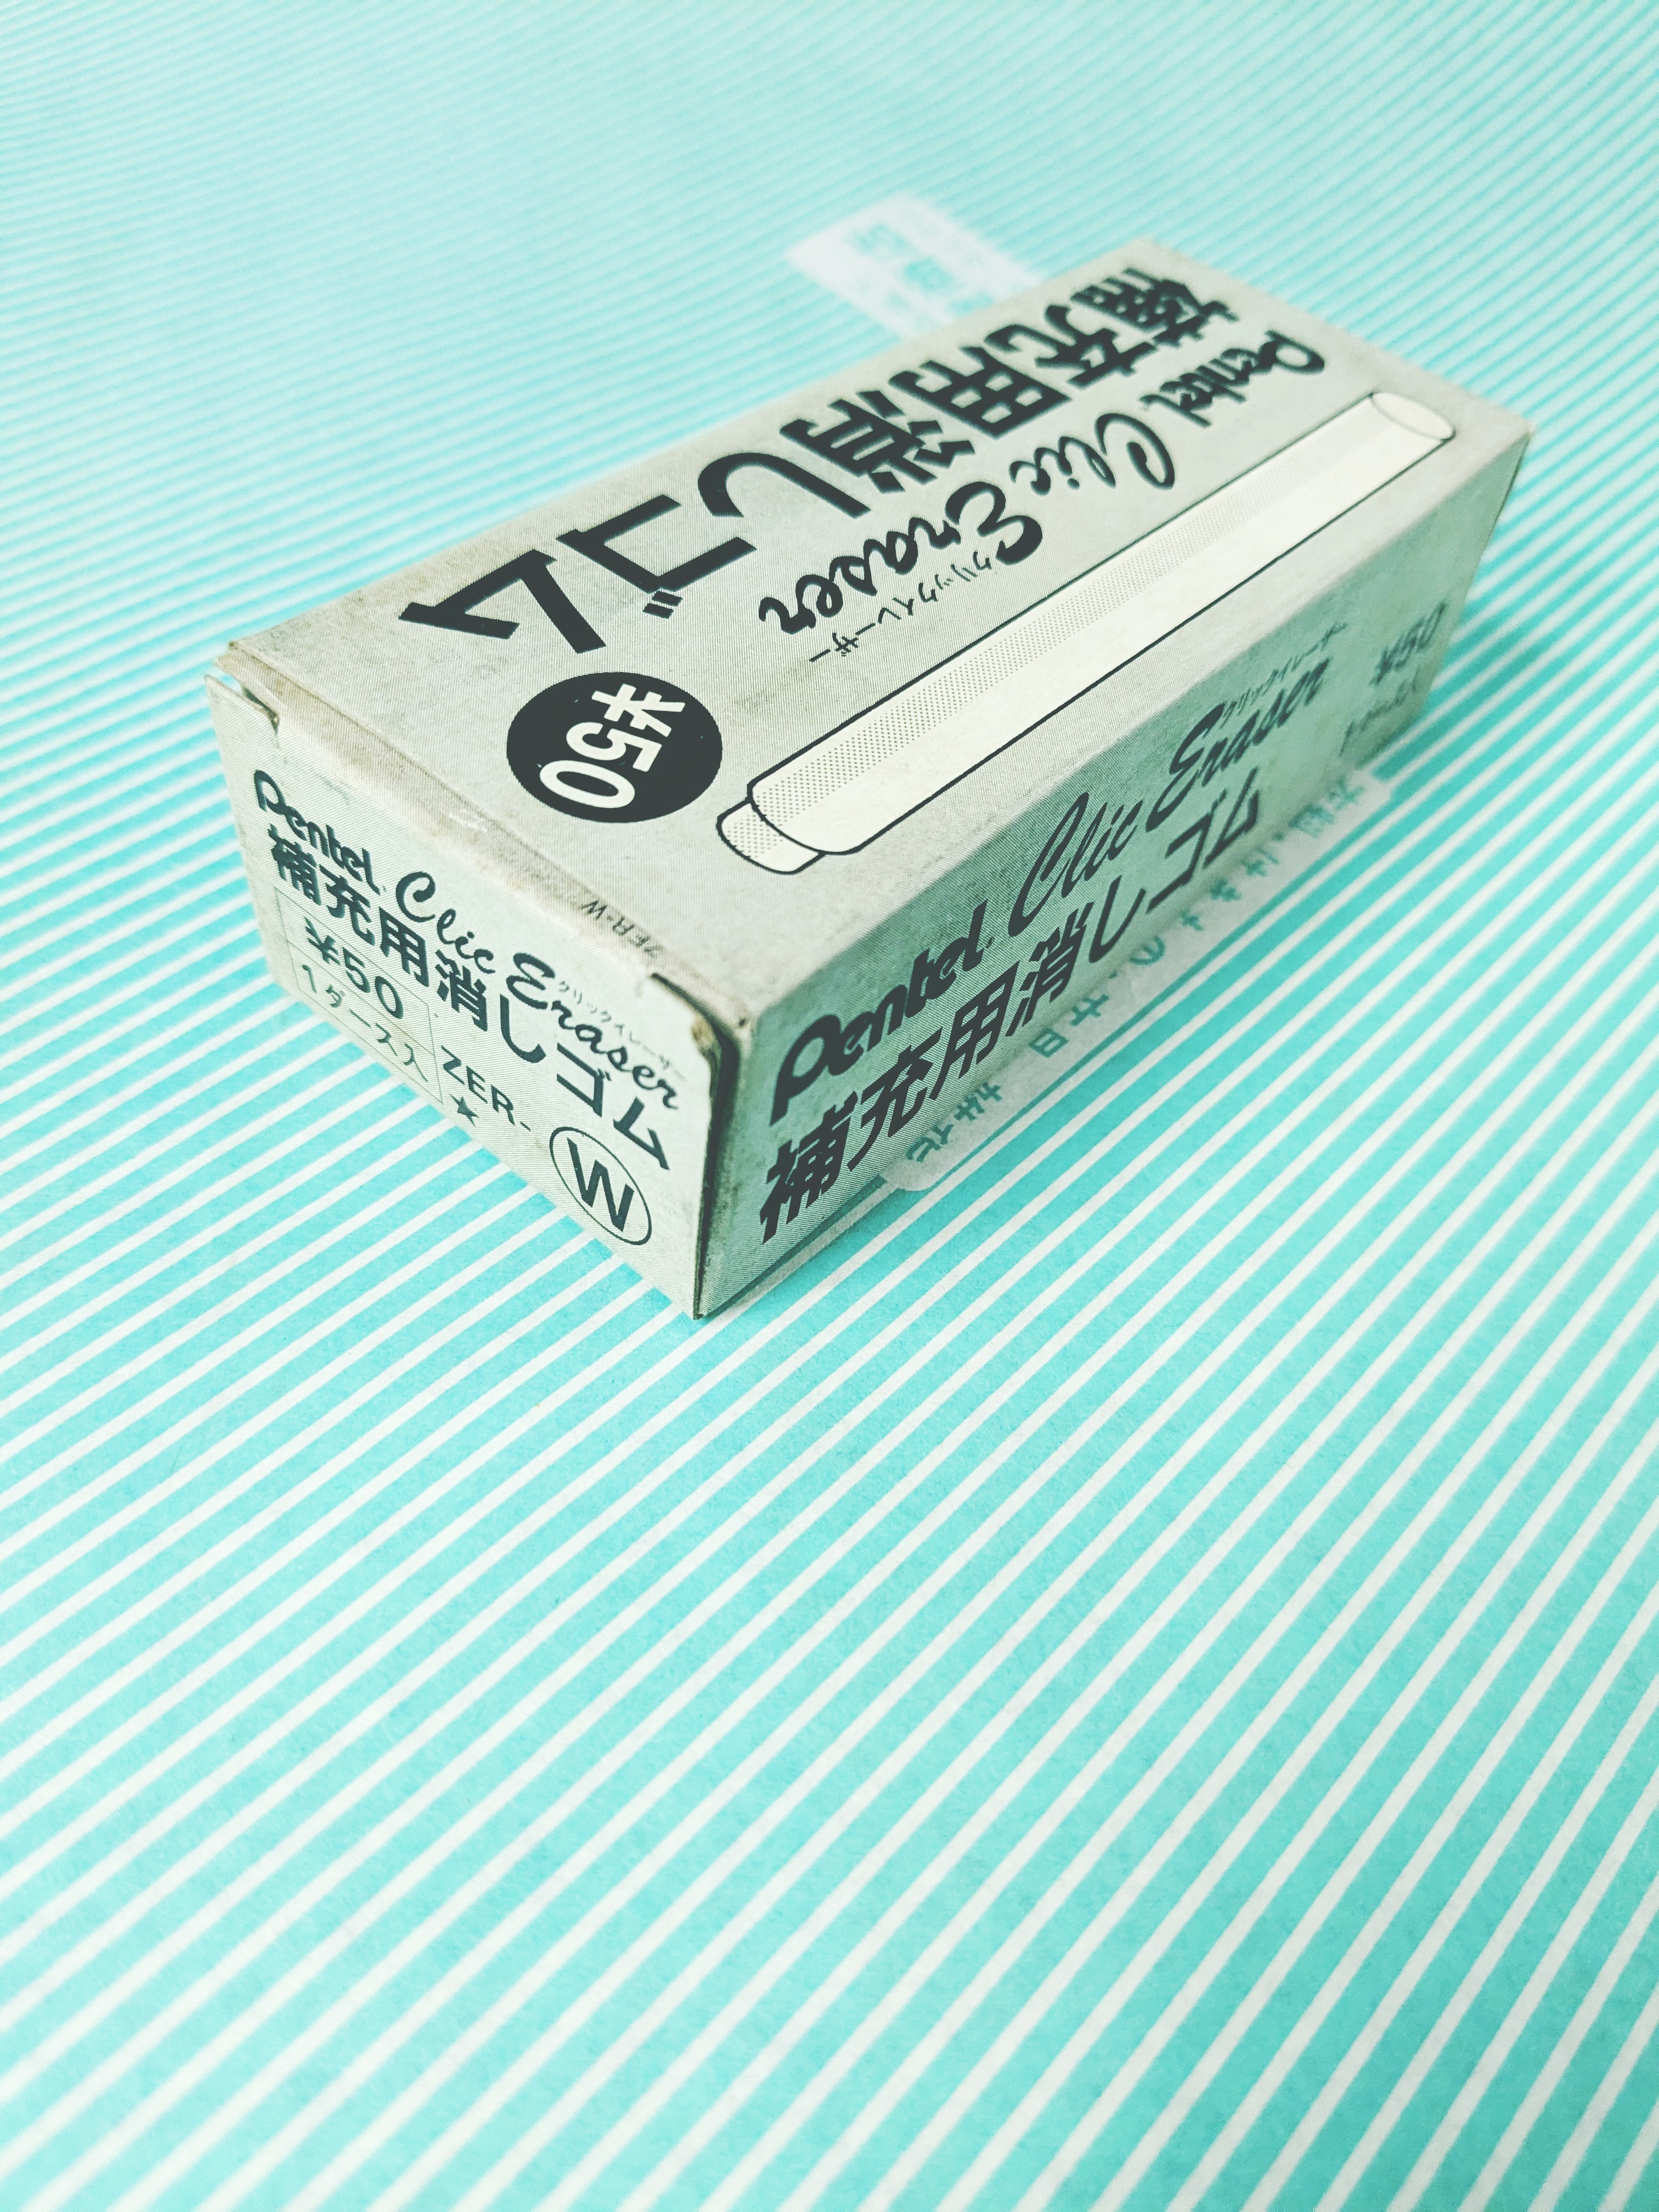 補充用消しゴム
Pentel Clic Eraser
クリックイレーザー
¥50
ZER-W
Pentel Clic Eraser
クリックイレーザー
補充用消しゴム
¥50
1ダース入
ZER-W
★
Pentel Clic Eraser
クリックイレーザー
補充用消しゴム
¥50